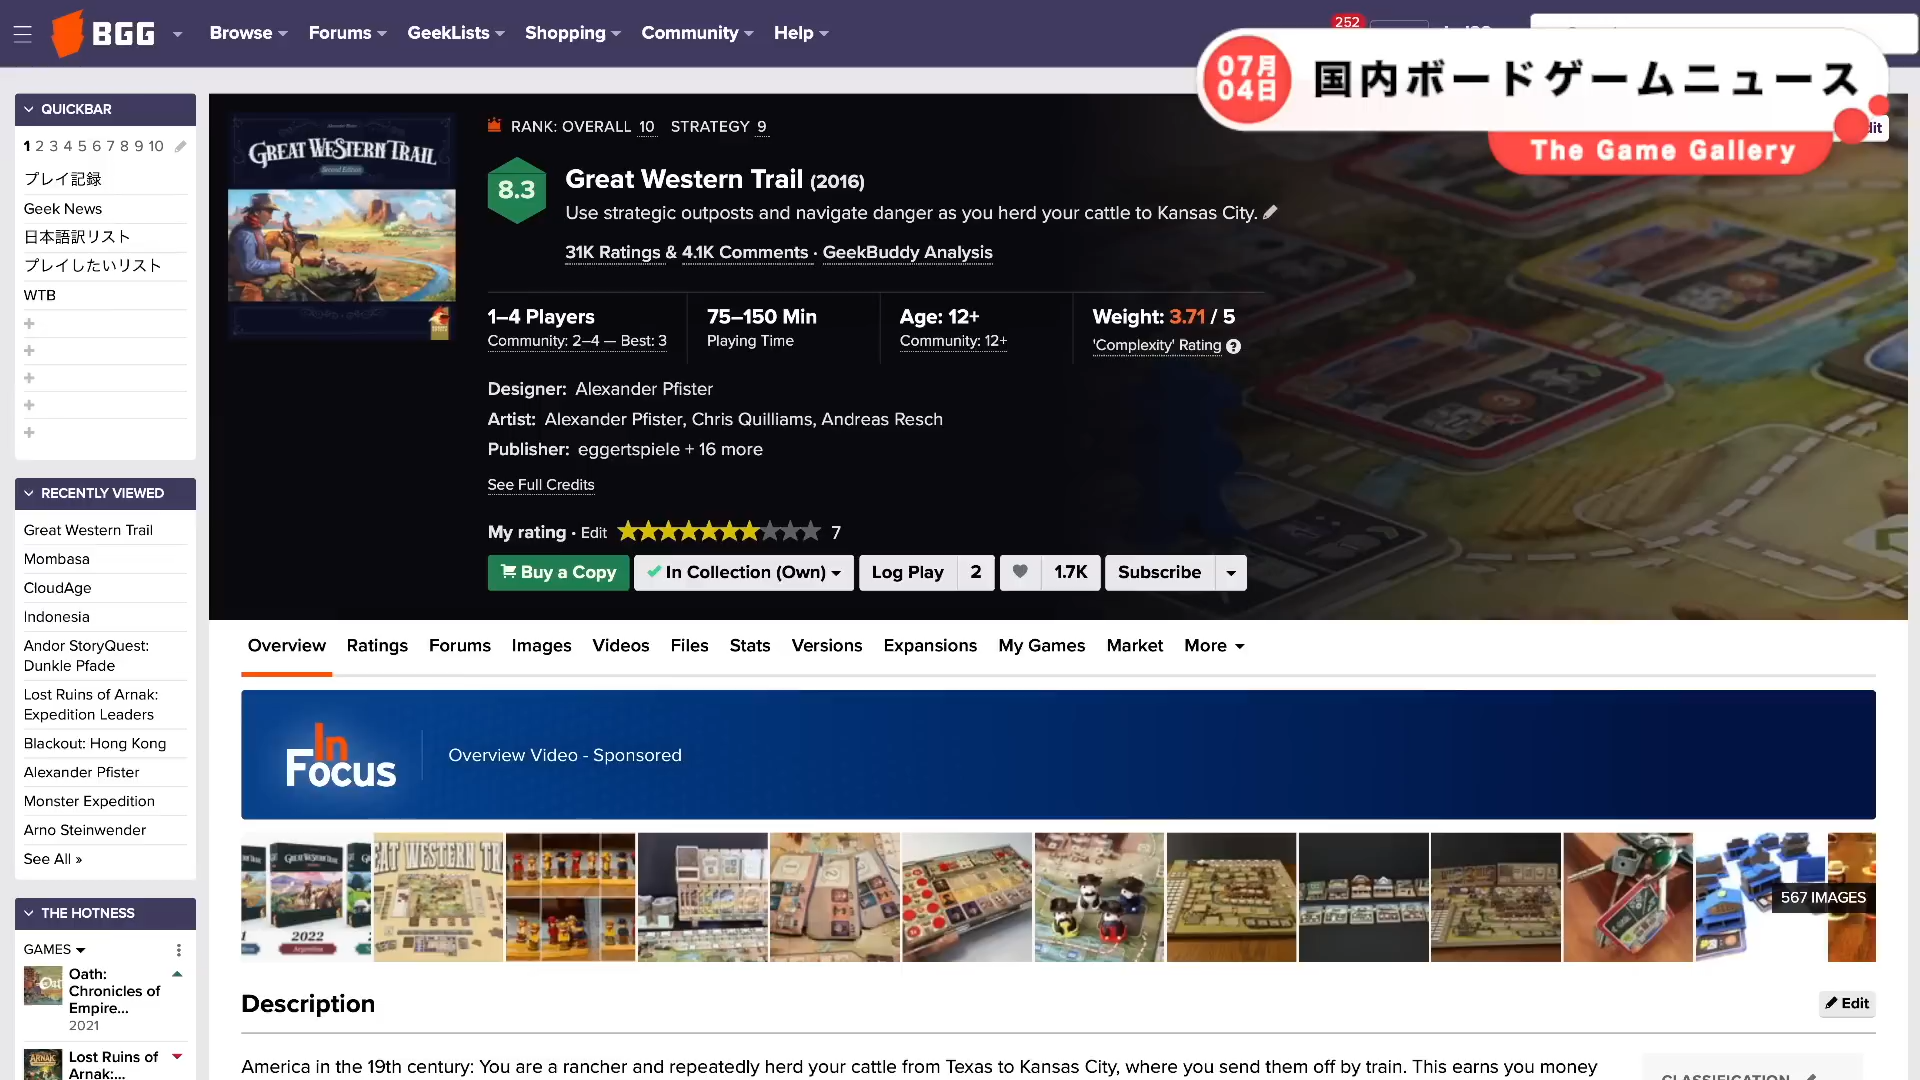 BGG
Browse
Forums
GeekLists
Shopping
Community
Help
252
07月
04日
国内ボードゲームニュース
The Game Gallery
QUICKBAR
1 2 3 4 5 6 7 8 9 10
プレイ記録
Geek News
日本語訳リスト
プレイしたいリスト
WTB
RECENTLY VIEWED
Great Western Trail
Mombasa
CloudAge
Indonesia
Andor StoryQuest:
Dunkle Pfade
Lost Ruins of Arnak:
Expedition Leaders
Blackout: Hong Kong
Alexander Pfister
Monster Expedition
Arno Steinwender
See All »
THE HOTNESS
GAMES
Oath:
Chronicles of
Empire...
2021
Lost Ruins of
Arnak:...
GREAT WESTERN TRAIL
Second Edition
RANK: OVERALL 10 STRATEGY 9
8.3
Great Western Trail (2016)
Use strategic outposts and navigate danger as you herd your cattle to Kansas City.
31K Ratings & 4.1K Comments · GeekBuddy Analysis
1–4 Players
Community: 2–4 — Best: 3
75–150 Min
Playing Time
Age: 12+
Community: 12+
Weight: 3.71 / 5
'Complexity' Rating
Designer: Alexander Pfister
Artist: Alexander Pfister, Chris Quilliams, Andreas Resch
Publisher: eggertspiele + 16 more
See Full Credits
My rating · Edit 7
Buy a Copy
In Collection (Own)
Log Play 2
1.7K
Subscribe
Overview
Ratings
Forums
Images
Videos
Files
Stats
Versions
Expansions
My Games
Market
More
In Focus
Overview Video - Sponsored
2022
567 IMAGES
Description
Edit
America in the 19th century: You are a rancher and repeatedly herd your cattle from Texas to Kansas City, where you send them off by train. This earns you money
CLASSIFICATION